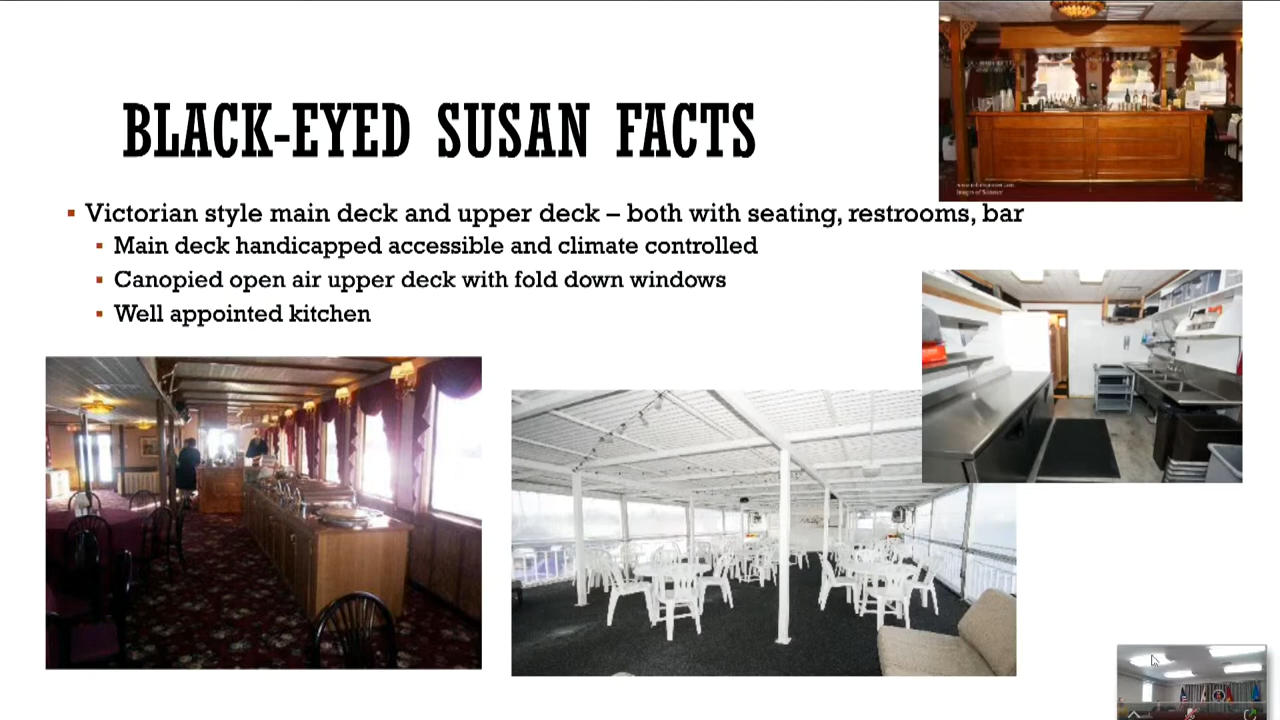 BLACK-EYED SUSAN FACTS
Victorian style main deck and upper deck – both with seating, restrooms, bar
Main deck handicapped accessible and climate controlled
Canopied open air upper deck with fold down windows
Well appointed kitchen